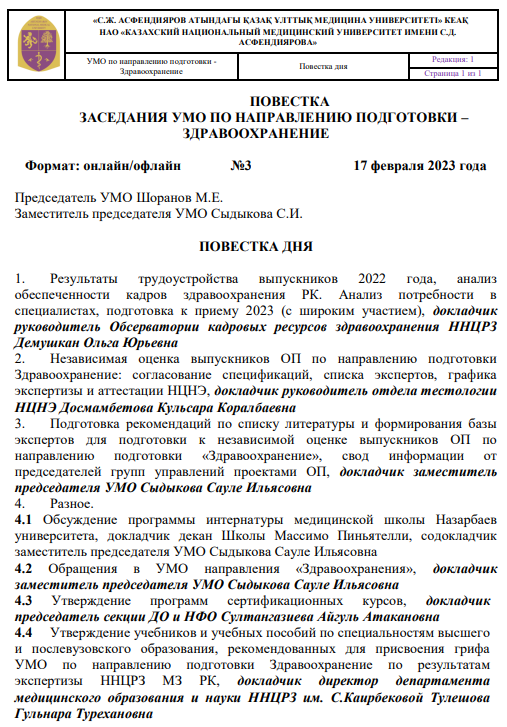 «С.Ж. АСФЕНДИЯРОВ АТЫНДАҒЫ ҚАЗАҚ ҰЛТТЫҚ МЕДИЦИНА УНИВЕРСИТЕТІ» КЕАҚ
НАО «КАЗАХСКИЙ НАЦИОНАЛЬНЫЙ МЕДИЦИНСКИЙ УНИВЕРСИТЕТ ИМЕНИ С.Д.
АСФЕНДИЯРОВА»
УМО по направлению подготовки -
Здравоохранение
Повестка дня
Редакция: 1
Страница 1 из 1
ПОВЕСТКА
ЗАСЕДАНИЯ УМО ПО НАПРАВЛЕНИЮ ПОДГОТОВКИ –
ЗДРАВООХРАНЕНИЕ
Формат: онлайн/офлайн №3 17 февраля 2023 года
Председатель УМО Шоранов М.Е.
Заместитель председателя УМО Сыдыкова С.И.
ПОВЕСТКА ДНЯ
1. Результаты трудоустройства выпускников 2022 года, анализ
обеспеченности кадров здравоохранения РК. Анализ потребности в
специалистах, подготовка к приему 2023 (с широким участием), докладчик
руководитель Обсерватории кадровых ресурсов здравоохранения ННЦРЗ
Демушкан Ольга Юрьевна
2. Независимая оценка выпускников ОП по направлению подготовки
Здравоохранение: согласование спецификаций, списка экспертов, графика
экспертизы и аттестации НЦНЭ, докладчик руководитель отдела тестологии
НЦНЭ Досмамбетова Кульсара Коралбаевна
3. Подготовка рекомендаций по списку литературы и формирования базы
экспертов для подготовки к независимой оценке выпускников ОП по
направлению подготовки «Здравоохранение», свод информации от
председателей групп управлений проектами ОП, докладчик заместитель
председателя УМО Сыдыкова Сауле Ильясовна
4. Разное.
4.1 Обсуждение программы интернатуры медицинской школы Назарбаев
университета, докладчик декан Школы Массимо Пиньятелли, содокладчик
заместитель председателя УМО Сыдыкова Сауле Ильясовна
4.2 Обращения в УМО направления «Здравоохранения», докладчик
заместитель председателя УМО Сыдыкова Сауле Ильясовна
4.3 Утверждение программ сертификационных курсов, докладчик
председатель секции ДО и НФО Султангазиева Айгуль Атакановна
4.4 Утверждение учебников и учебных пособий по специальностям высшего
и послевузовского образования, рекомендованных для присвоения грифа
УМО по направлению подготовки Здравоохранение по результатам
экспертизы ННЦРЗ МЗ РК, докладчик директор департамента
медицинского образования и науки ННЦРЗ им. С.Каирбековой Тулешова
Гульнара Турехановна